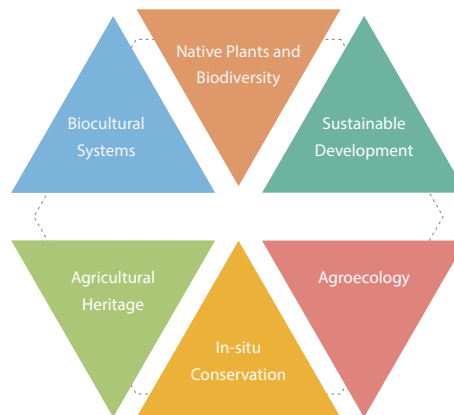 Native Plants and
Biodiversity
Biocultural
Systems
Sustainable
Development
Agricultural
Heritage
In-situ
Conservation
Agroecology